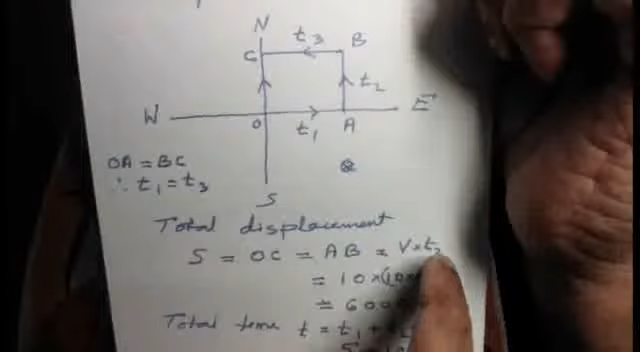 N
C t3 B
t2
W O t1 A E
OA = BC
∴ t1 = t3
S
Total displacement
S = OC = AB = V × t2
= 10 ×
=
Total time t = t1 +